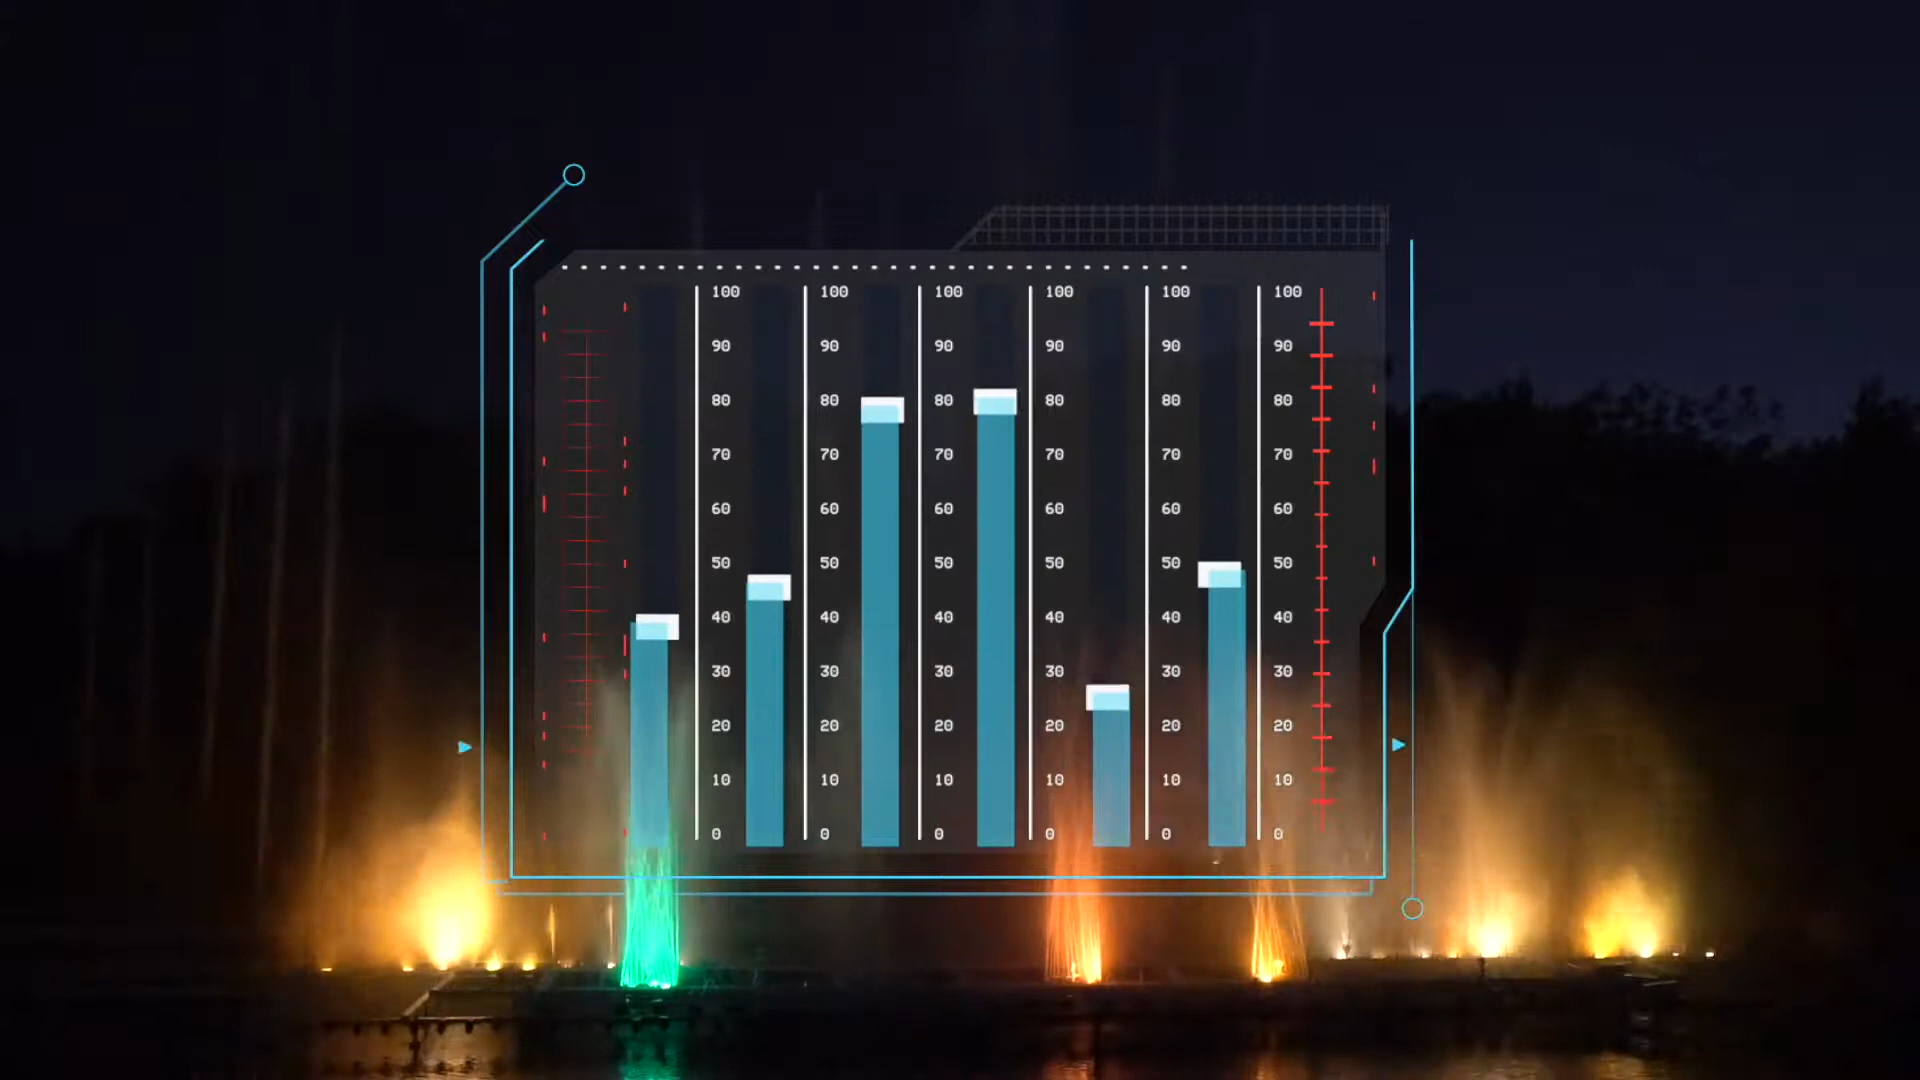 100 100 100 100 100 100
90 90 90 90 90 90
80 80 80 80 80 80
70 70 70 70 70 70
60 60 60 60 60 60
50 50 50 50 50 50
40 40 40 40 40 40
30 30 30 30 30 30
20 20 20 20 20 20
10 10 10 10 10 10
0 0 0 0 0 0